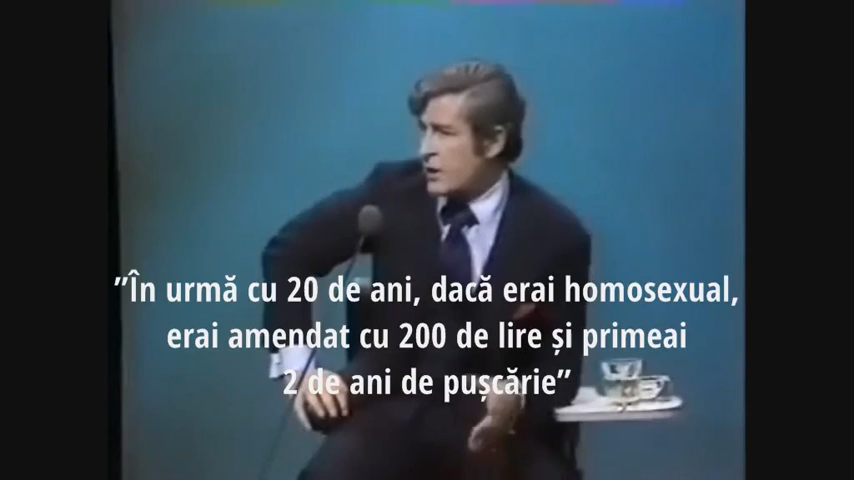 ”În urmă cu 20 de ani, dacă erai homosexual,
erai amendat cu 200 de lire și primeai
2 de ani de pușcărie”